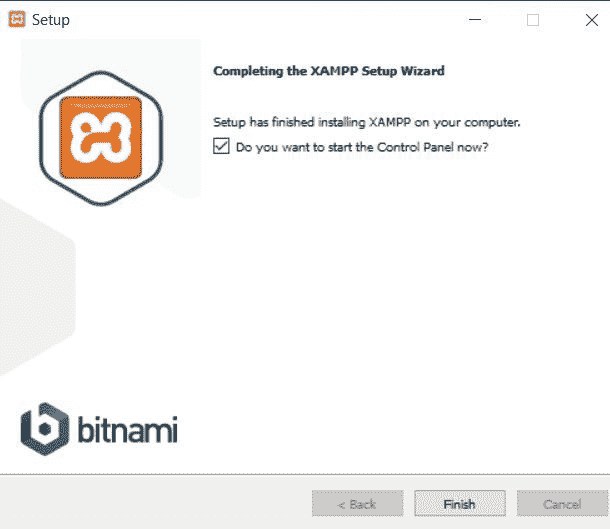 Setup
Completing the XAMPP Setup Wizard
Setup has finished installing XAMPP on your computer.
Do you want to start the Control Panel now?
bitnami
< Back
Finish
Cancel